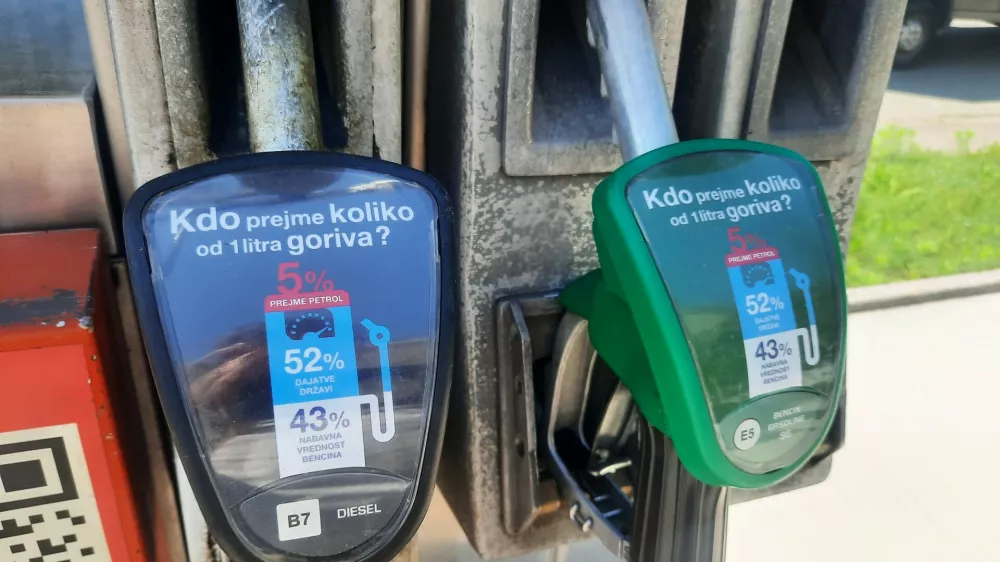 Kdo prejme koliko
od 1 litra goriva?
5%
PREJME PETROL
52%
DAJATVE
DRŽAVI
43%
NABAVNA
VREDNOST
BENCINA
B7 DIESEL
Kdo prejme koliko
od 1 litra goriva?
5%
PREJME PETROL
52%
DAJATVE
DRŽAVI
43%
NABAVNA
VREDNOST
BENCINA
E5
BENCIN
GASOLINE
95